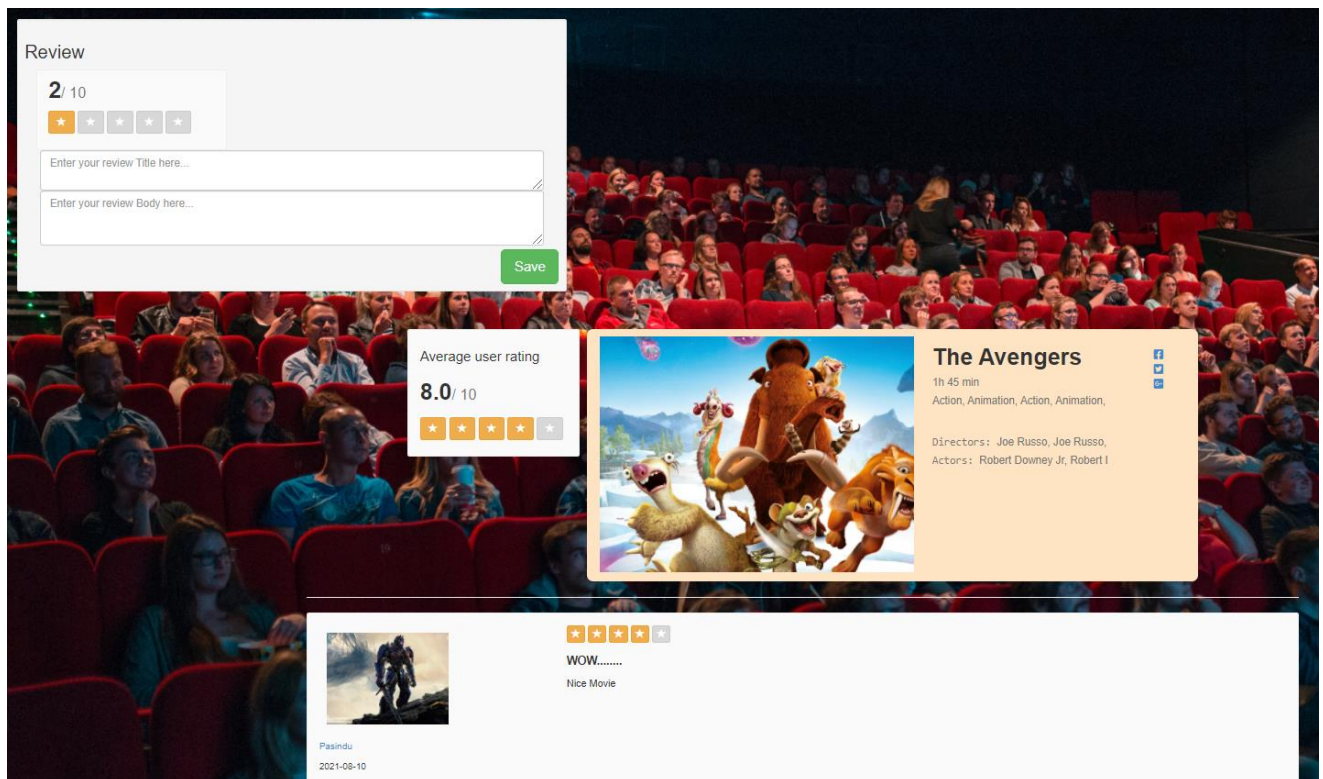 Review
2/ 10
Enter your review Title here...
Enter your review Body here...
Save
Average user rating
8.0/ 10
The Avengers
1h 45 min
Action, Animation, Action, Animation,
Directors: Joe Russo, Joe Russo,
Actors: Robert Downey Jr, Robert I
WOW........
Nice Movie
Pasindu
2021-08-10